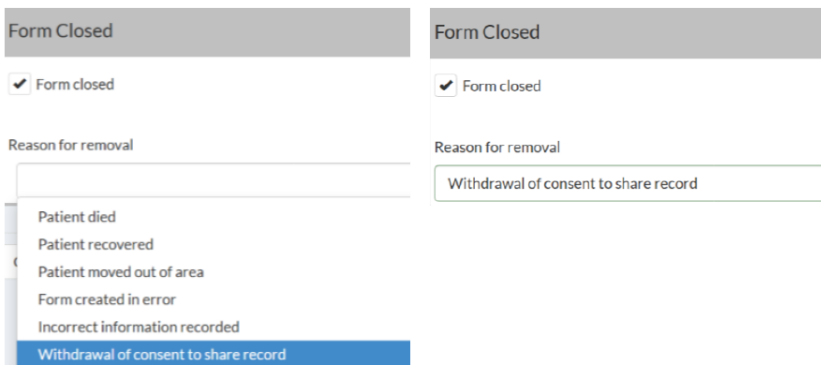 Form Closed
Form closed
Reason for removal
Patient died
Patient recovered
Patient moved out of area
Form created in error
Incorrect information recorded
Withdrawal of consent to share record
Form Closed
Form closed
Reason for removal
Withdrawal of consent to share record